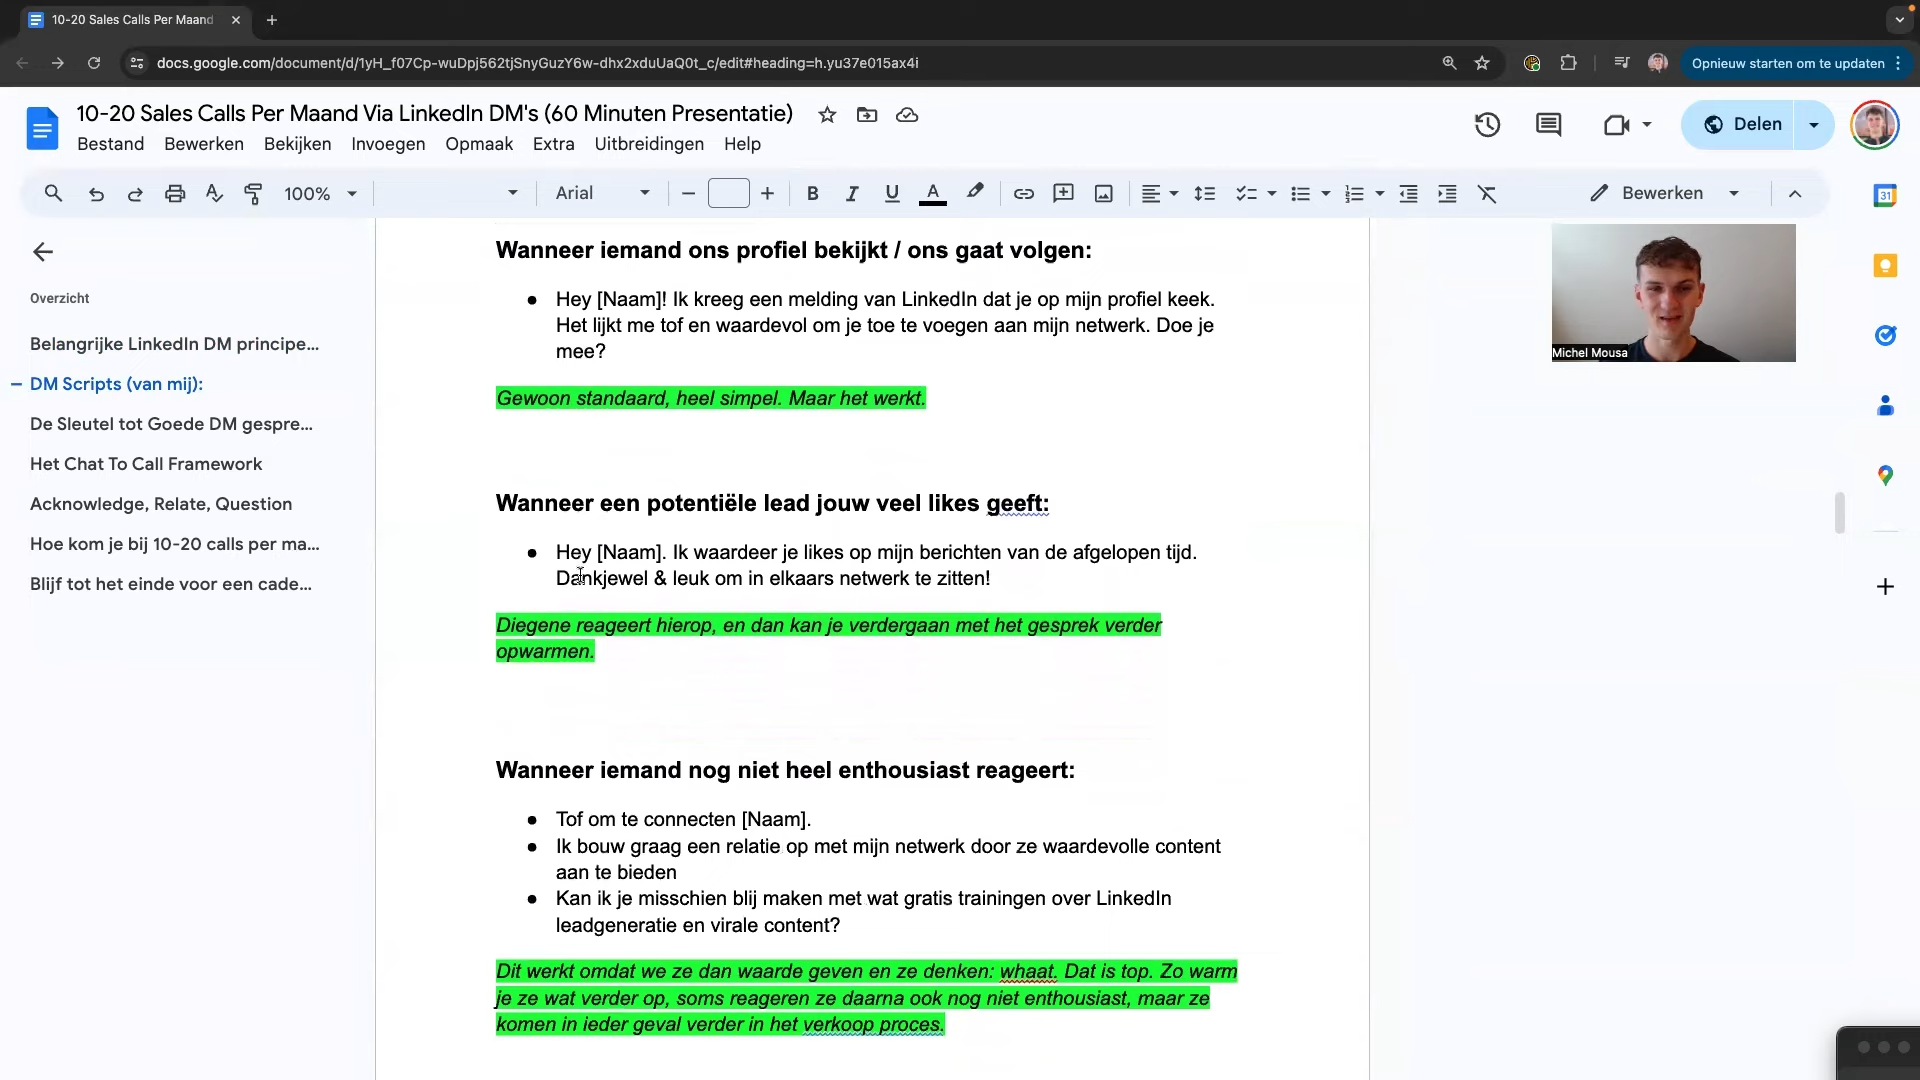 10-20 Sales Calls Per Maand
docs.google.com/document/d/1yH_f07Cp-wuDpj562tjSnyGuzY6w-dhx2xduUaQ0t_c/edit#heading=h.yu37e015ax4i
Opnieuw starten om te updaten
10-20 Sales Calls Per Maand Via LinkedIn DM's (60 Minuten Presentatie)
Bestand Bewerken Bekijken Invoegen Opmaak Extra Uitbreidingen Help
Delen
100% Arial B I U A Bewerken
31
Overzicht
Belangrijke LinkedIn DM principe...
DM Scripts (van mij):
De Sleutel tot Goede DM gespre...
Het Chat To Call Framework
Acknowledge, Relate, Question
Hoe kom je bij 10-20 calls per ma...
Blijf tot het einde voor een cade...
Wanneer iemand ons profiel bekijkt / ons gaat volgen:
● Hey [Naam]! Ik kreeg een melding van LinkedIn dat je op mijn profiel keek.
Het lijkt me tof en waardevol om je toe te voegen aan mijn netwerk. Doe je
mee?
Gewoon standaard, heel simpel. Maar het werkt.
Wanneer een potentiële lead jouw veel likes geeft:
● Hey [Naam]. Ik waardeer je likes op mijn berichten van de afgelopen tijd.
Dankjewel & leuk om in elkaars netwerk te zitten!
Diegene reageert hierop, en dan kan je verdergaan met het gesprek verder
opwarmen.
Wanneer iemand nog niet heel enthousiast reageert:
● Tof om te connecten [Naam].
● Ik bouw graag een relatie op met mijn netwerk door ze waardevolle content
aan te bieden
● Kan ik je misschien blij maken met wat gratis trainingen over LinkedIn
leadgeneratie en virale content?
Dit werkt omdat we ze dan waarde geven en ze denken: whaat. Dat is top. Zo warm
je ze wat verder op, soms reageren ze daarna ook nog niet enthousiast, maar ze
komen in ieder geval verder in het verkoop proces.
Michel Mousa